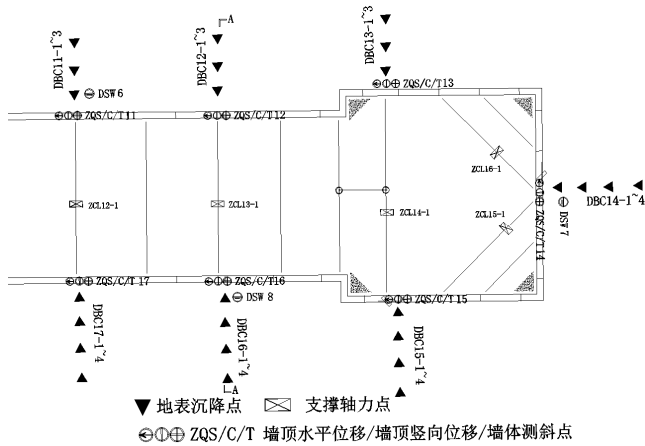 A
DBC11-1~3
DBC12-1~3
DBC13-1~3
DSW6
ZQS/C/T13
ZQS/C/T11
ZQS/C/T12
ZCL16-1
ZCL12-1
ZCL13-1
ZCL14-1
ZCL15-1
ZQS/C/T14
DSW7
DBC14-1~4
ZQS/C/T 17
ZQS/C/T16
DSW 8
ZQS/C/T 15
DBC17-1~4
DBC16-1~4
DBC15-1~4
A
地表沉降点 支撑轴力点
ZQS/C/T 墙顶水平位移/墙顶竖向位移/墙体测斜点